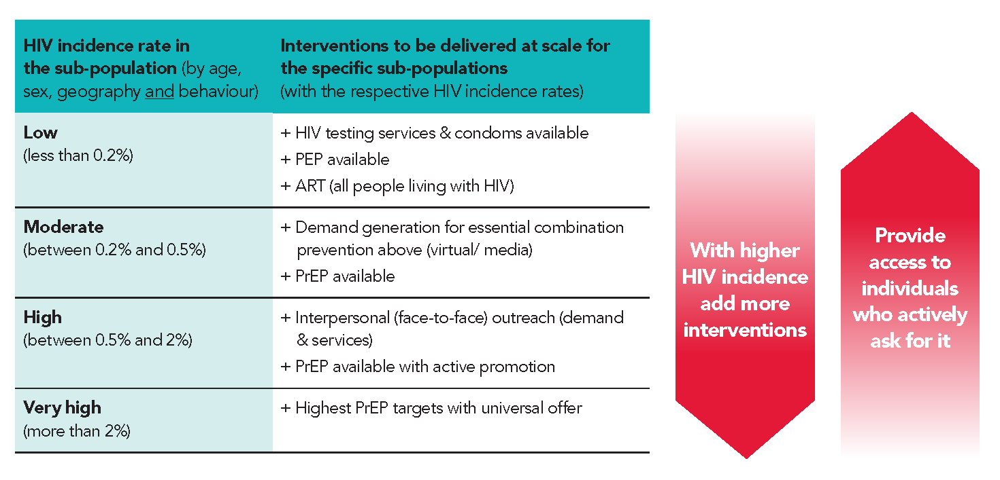 HIV incidence rate in
the sub-population (by age,
sex, geography and behaviour)
Interventions to be delivered at scale for
the specific sub-populations
(with the respective HIV incidence rates)
Low
(less than 0.2%)
+ HIV testing services & condoms available
+ PEP available
+ ART (all people living with HIV)
Moderate
(between 0.2% and 0.5%)
+ Demand generation for essential combination
prevention above (virtual/ media)
+ PrEP available
High
(between 0.5% and 2%)
+ Interpersonal (face-to-face) outreach (demand
& services)
+ PrEP available with active promotion
Very high
(more than 2%)
+ Highest PrEP targets with universal offer
With higher
HIV incidence
add more
interventions
Provide
access to
individuals
who actively
ask for it